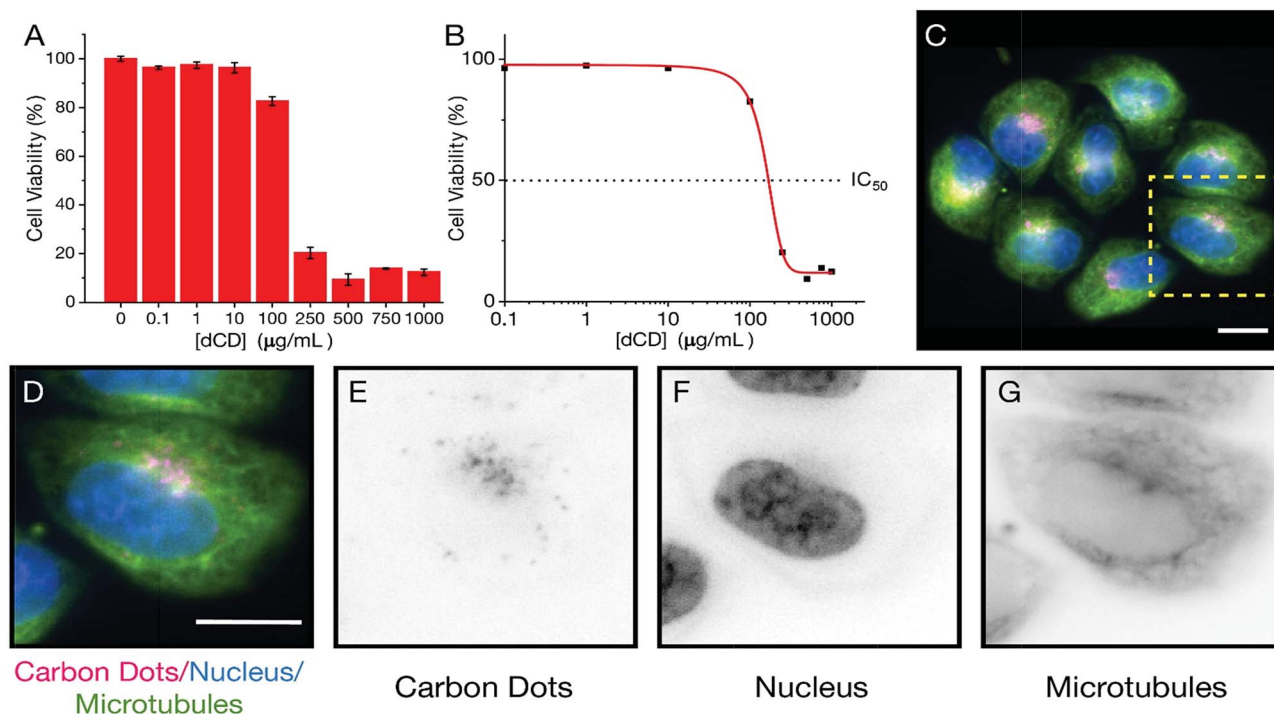 A
Cell Viability (%)
100
80
60
40
20
0
0 0.1 1 10 100 250 500 750 1000
[dCD] (µg/mL)
B
Cell Viability (%)
100
50
0
IC50
0.1 1 10 100 1000
[dCD] (µg/mL)
C
D
E
F
G
Carbon Dots/Nucleus/
Microtubules
Carbon Dots
Nucleus
Microtubules